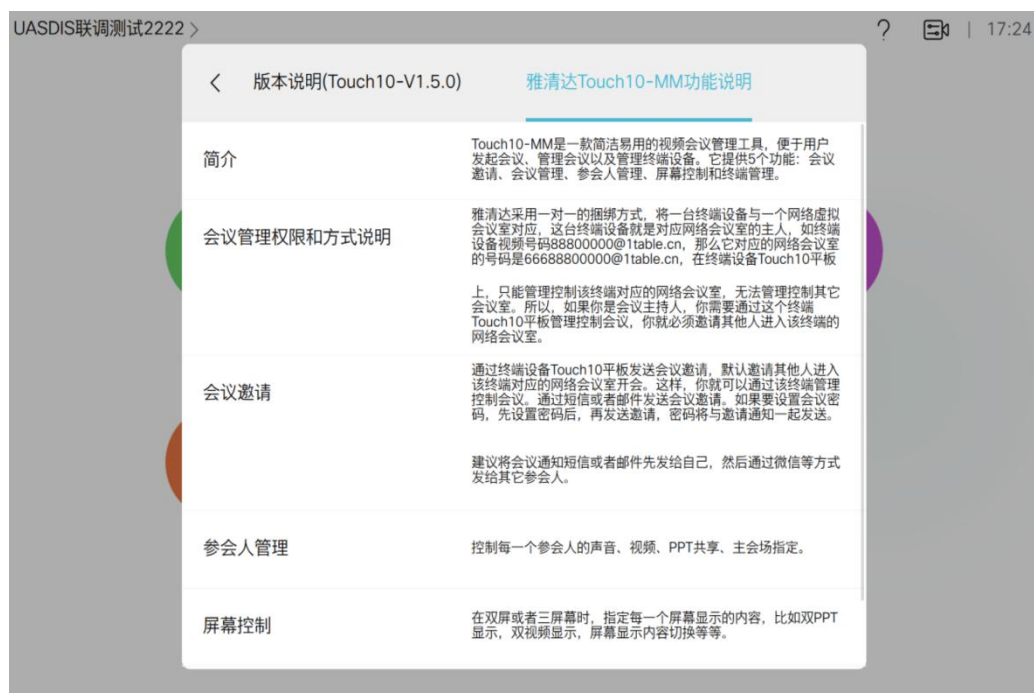 UASDIS联调测试2222 >
? | 17:24
< 版本说明(Touch10-V1.5.0) 雅清达Touch10-MM功能说明
简介
Touch10-MM是一款简洁易用的视频会议管理工具，便于用户
发起会议、管理会议以及管理终端设备。它提供5个功能：会议
邀请、会议管理、参会人管理、屏幕控制和终端管理。
会议管理权限和方式说明
雅清达采用一对一的捆绑方式，将一台终端设备与一个网络虚拟
会议室对应，这台终端设备就是对应网络会议室的主人，如终端
设备视频号码88800000@1table.cn，那么它对应的网络会议室
的号码是66688800000@1table.cn，在终端设备Touch10平板
上，只能管理控制该终端对应的网络会议室，无法管理控制其它
会议室。所以，如果你是会议主持人，你需要通过这个终端
Touch10平板管理控制会议，你就必须邀请其他人进入该终端的
网络会议室。
会议邀请
通过终端设备Touch10平板发送会议邀请，默认邀请其他人进入
该终端对应的网络会议室开会。这样，你就可以通过该终端管理
控制会议。通过短信或者邮件发送会议邀请。如果要设置会议密
码，先设置密码后，再发送邀请，密码将与邀请通知一起发送。
建议将会议通知短信或者邮件先发给自己，然后通过微信等方式
发给其它参会人。
参会人管理
控制每一个参会人的声音、视频、PPT共享、主会场指定。
屏幕控制
在双屏或者三屏幕时，指定每一个屏幕显示的内容，比如双PPT
显示，双视频显示，屏幕显示内容切换等等。